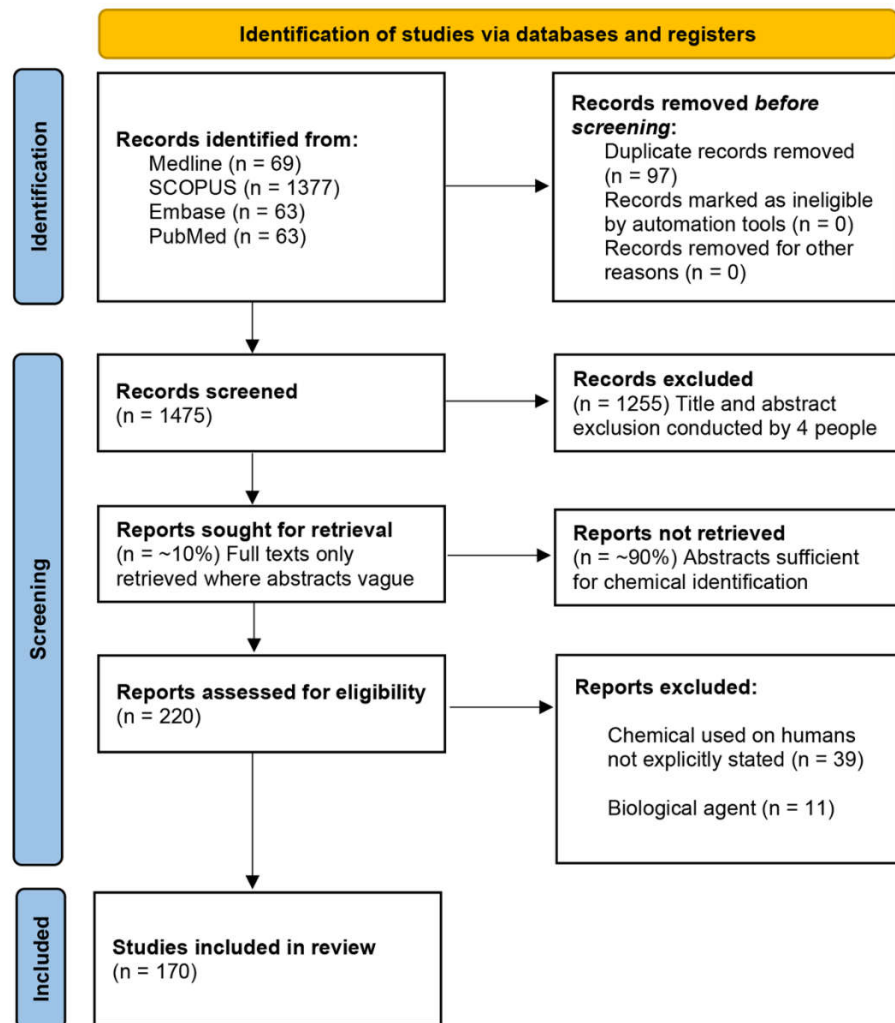 Identification of studies via databases and registers
Identification
Records identified from:
Medline (n = 69)
SCOPUS (n = 1377)
Embase (n = 63)
PubMed (n = 63)
Records removed before
screening:
Duplicate records removed
(n = 97)
Records marked as ineligible
by automation tools (n = 0)
Records removed for other
reasons (n = 0)
Screening
Records screened
(n = 1475)
Records excluded
(n = 1255) Title and abstract
exclusion conducted by 4 people
Reports sought for retrieval
(n = ~10%) Full texts only
retrieved where abstracts vague
Reports not retrieved
(n = ~90%) Abstracts sufficient
for chemical identification
Reports assessed for eligibility
(n = 220)
Reports excluded:
Chemical used on humans
not explicitly stated (n = 39)
Biological agent (n = 11)
Included
Studies included in review
(n = 170)